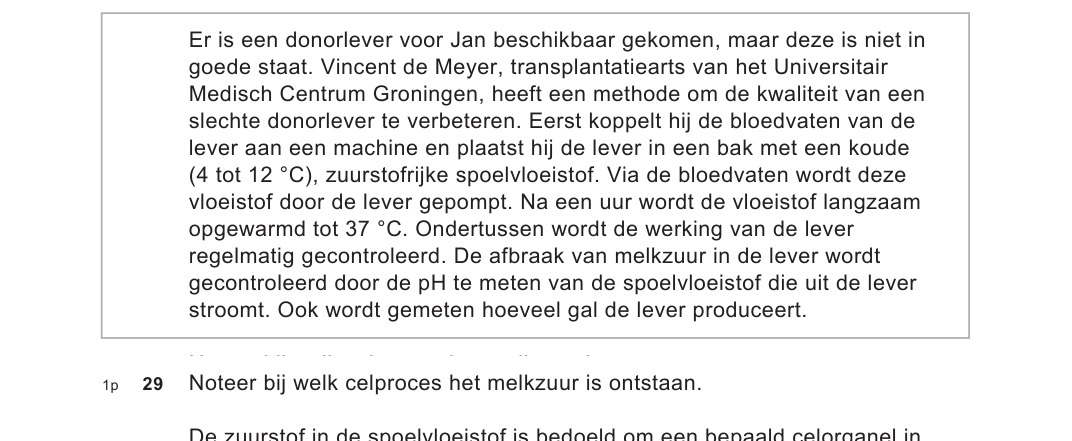 Er is een donorlever voor Jan beschikbaar gekomen, maar deze is niet in
goede staat. Vincent de Meyer, transplantatiearts van het Universitair
Medisch Centrum Groningen, heeft een methode om de kwaliteit van een
slechte donorlever te verbeteren. Eerst koppelt hij de bloedvaten van de
lever aan een machine en plaatst hij de lever in een bak met een koude
(4 tot 12 °C), zuurstofrijke spoelvloeistof. Via de bloedvaten wordt deze
vloeistof door de lever gepompt. Na een uur wordt de vloeistof langzaam
opgewarmd tot 37 °C. Ondertussen wordt de werking van de lever
regelmatig gecontroleerd. De afbraak van melkzuur in de lever wordt
gecontroleerd door de pH te meten van de spoelvloeistof die uit de lever
stroomt. Ook wordt gemeten hoeveel gal de lever produceert.
1p 29 Noteer bij welk celproces het melkzuur is ontstaan.
De zuurstof in de spoelvloeistof is bedoeld om een bepaald celorganel in